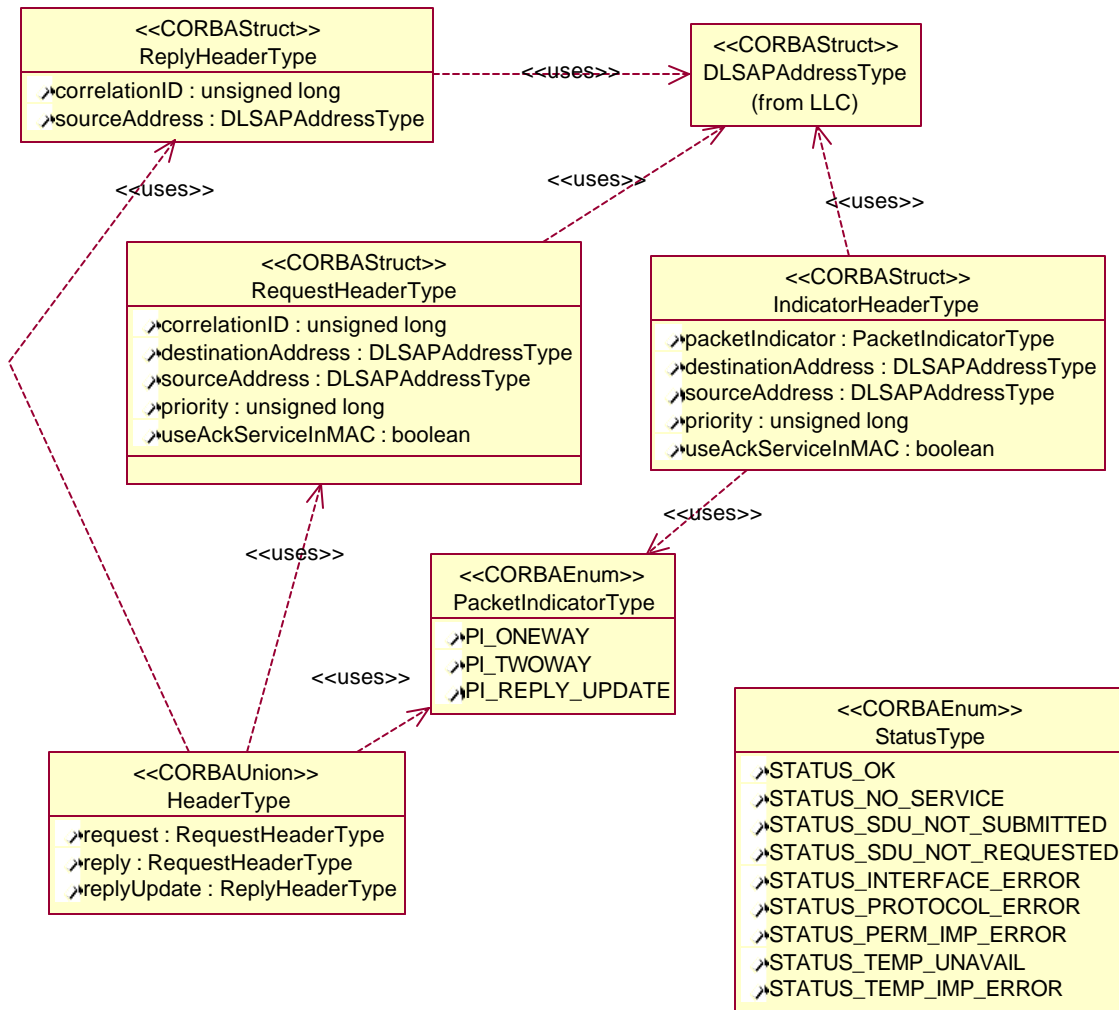 <<CORBAStruct>>
ReplyHeaderType
correlationID : unsigned long
sourceAddress : DLSAPAddressType
<<uses>>
<<CORBAStruct>>
DLSAPAddressType
(from LLC)
<<uses>>
<<uses>>
<<uses>>
<<CORBAStruct>>
RequestHeaderType
correlationID : unsigned long
destinationAddress : DLSAPAddressType
sourceAddress : DLSAPAddressType
priority : unsigned long
useAckServiceInMAC : boolean
<<CORBAStruct>>
IndicatorHeaderType
packetIndicator : PacketIndicatorType
destinationAddress : DLSAPAddressType
sourceAddress : DLSAPAddressType
priority : unsigned long
useAckServiceInMAC : boolean
<<uses>>
<<uses>>
<<CORBAEnum>>
PacketIndicatorType
PI_ONEWAY
PI_TWOWAY
PI_REPLY_UPDATE
<<uses>>
<<CORBAUnion>>
HeaderType
request : RequestHeaderType
reply : RequestHeaderType
replyUpdate : ReplyHeaderType
<<CORBAEnum>>
StatusType
STATUS_OK
STATUS_NO_SERVICE
STATUS_SDU_NOT_SUBMITTED
STATUS_SDU_NOT_REQUESTED
STATUS_INTERFACE_ERROR
STATUS_PROTOCOL_ERROR
STATUS_PERM_IMP_ERROR
STATUS_TEMP_UNAVAIL
STATUS_TEMP_IMP_ERROR